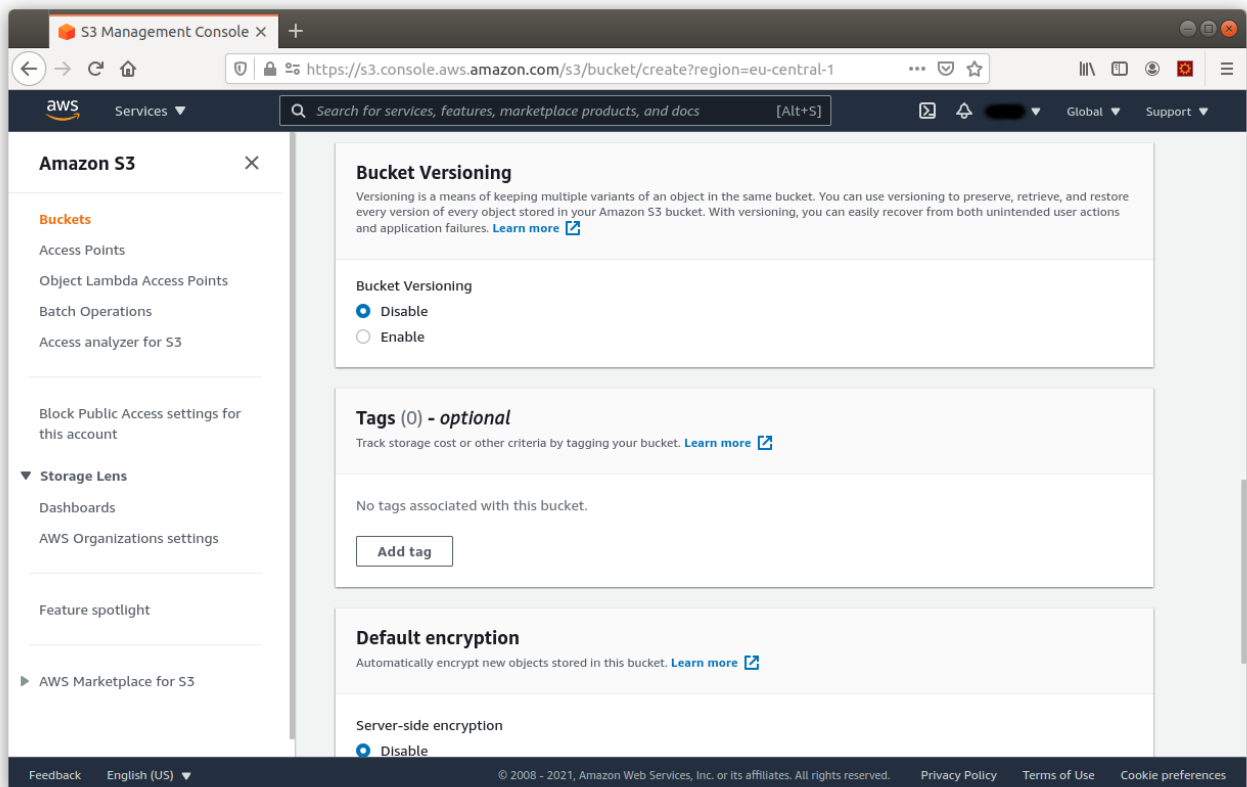 S3 Management Console
https://s3.console.aws.amazon.com/s3/bucket/create?region=eu-central-1
aws
Services
Search for services, features, marketplace products, and docs [Alt+S]
Global
Support
Amazon S3
Buckets
Access Points
Object Lambda Access Points
Batch Operations
Access analyzer for S3
Block Public Access settings for
this account
Storage Lens
Dashboards
AWS Organizations settings
Feature spotlight
AWS Marketplace for S3
Bucket Versioning
Versioning is a means of keeping multiple variants of an object in the same bucket. You can use versioning to preserve, retrieve, and restore
every version of every object stored in your Amazon S3 bucket. With versioning, you can easily recover from both unintended user actions
and application failures. Learn more
Bucket Versioning
Disable
Enable
Tags (0) - optional
Track storage cost or other criteria by tagging your bucket. Learn more
No tags associated with this bucket.
Add tag
Default encryption
Automatically encrypt new objects stored in this bucket. Learn more
Server-side encryption
Disable
Feedback
English (US)
© 2008 - 2021, Amazon Web Services, Inc. or its affiliates. All rights reserved.
Privacy Policy
Terms of Use
Cookie preferences